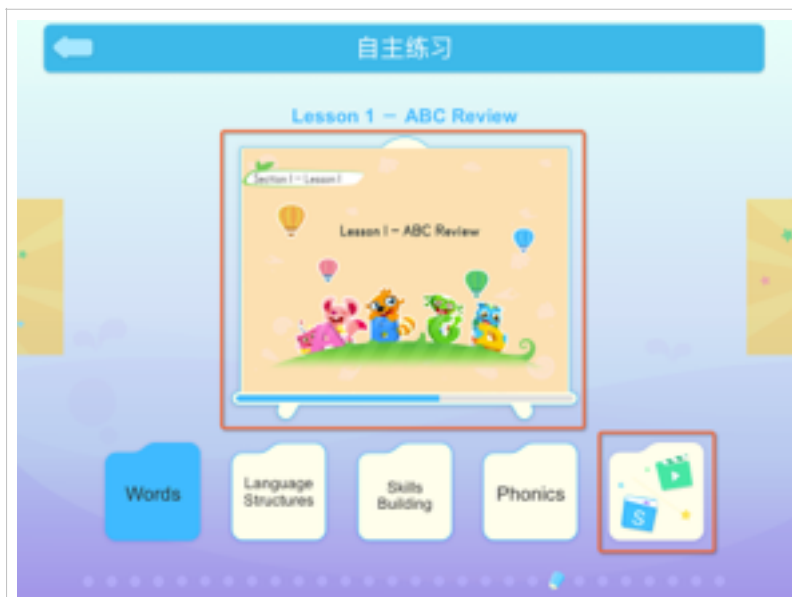 自主练习
Lesson 1 - ABC Review
Section 1 - Lesson 1
Lesson 1 - ABC Review
A B C S
Words
Language
Structures
Skills
Building
Phonics
S